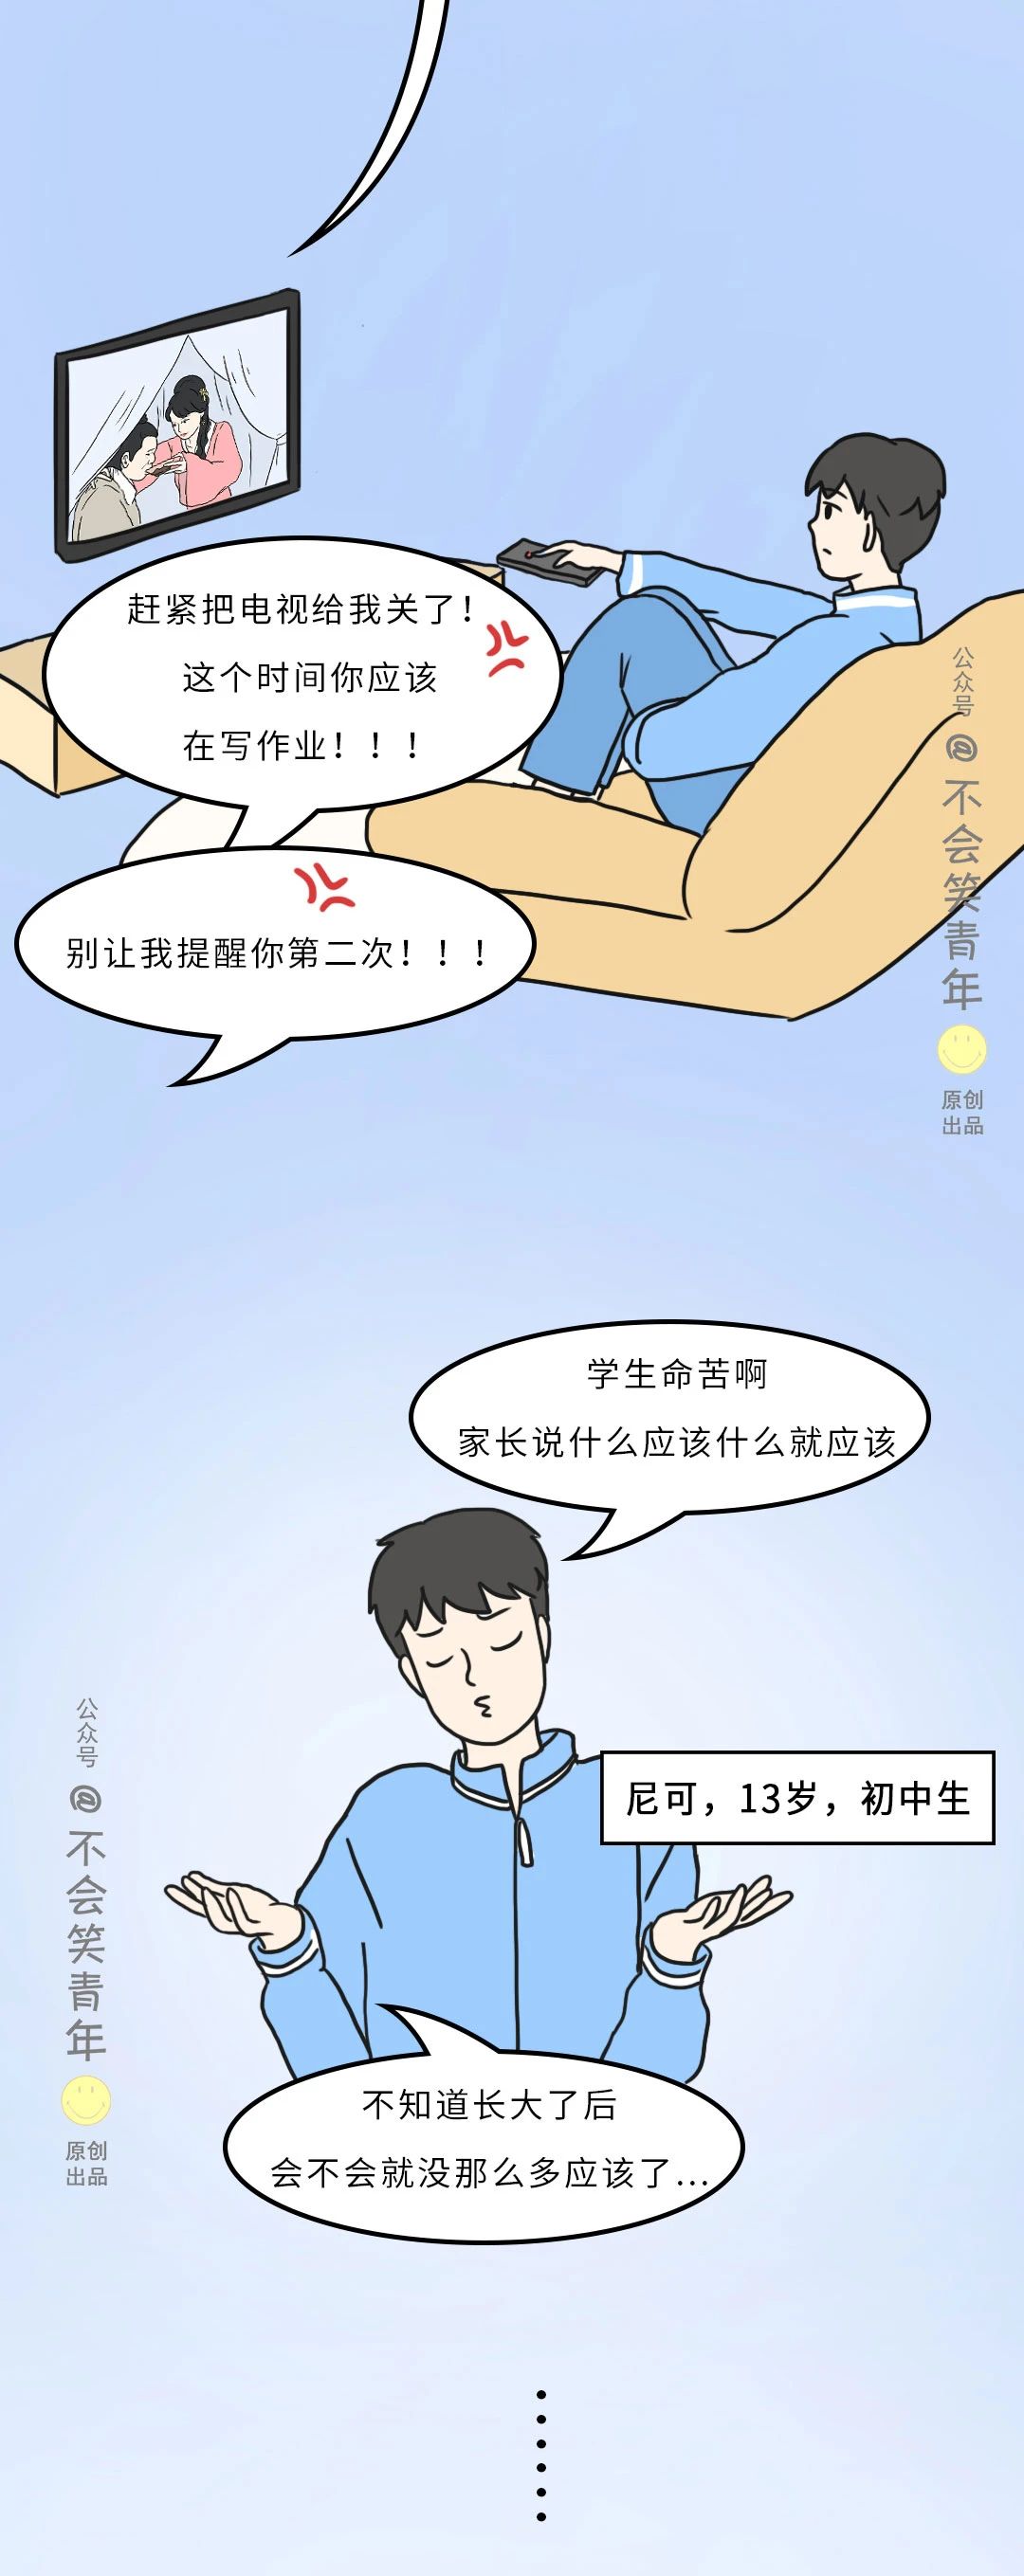 赶紧把电视给我关了！
这个时间你应该
在写作业！！！
别让我提醒你第二次！！！
公众号
@不会笑青年
原创
出品
学生命苦啊
家长说什么应该什么就应该
尼可，13岁，初中生
公众号
@不会笑青年
原创
出品
不知道长大了后
会不会就没那么多应该了...